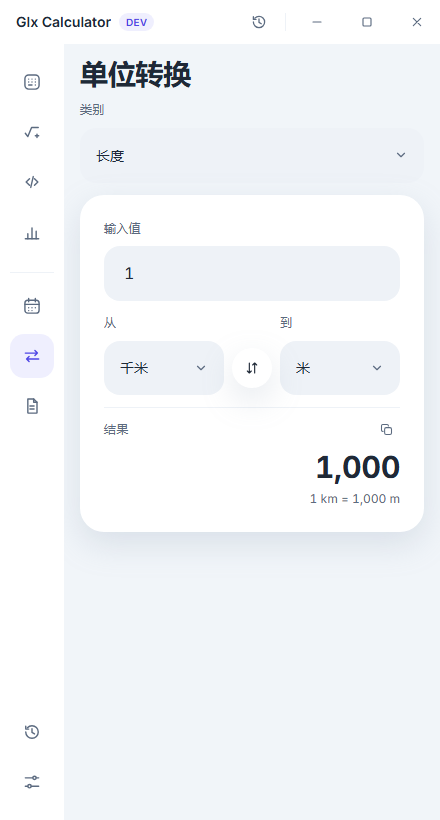 Glx Calculator DEV
单位转换
类别
长度
输入值
1
从 到
千米 米
结果
1,000
1 km = 1,000 m